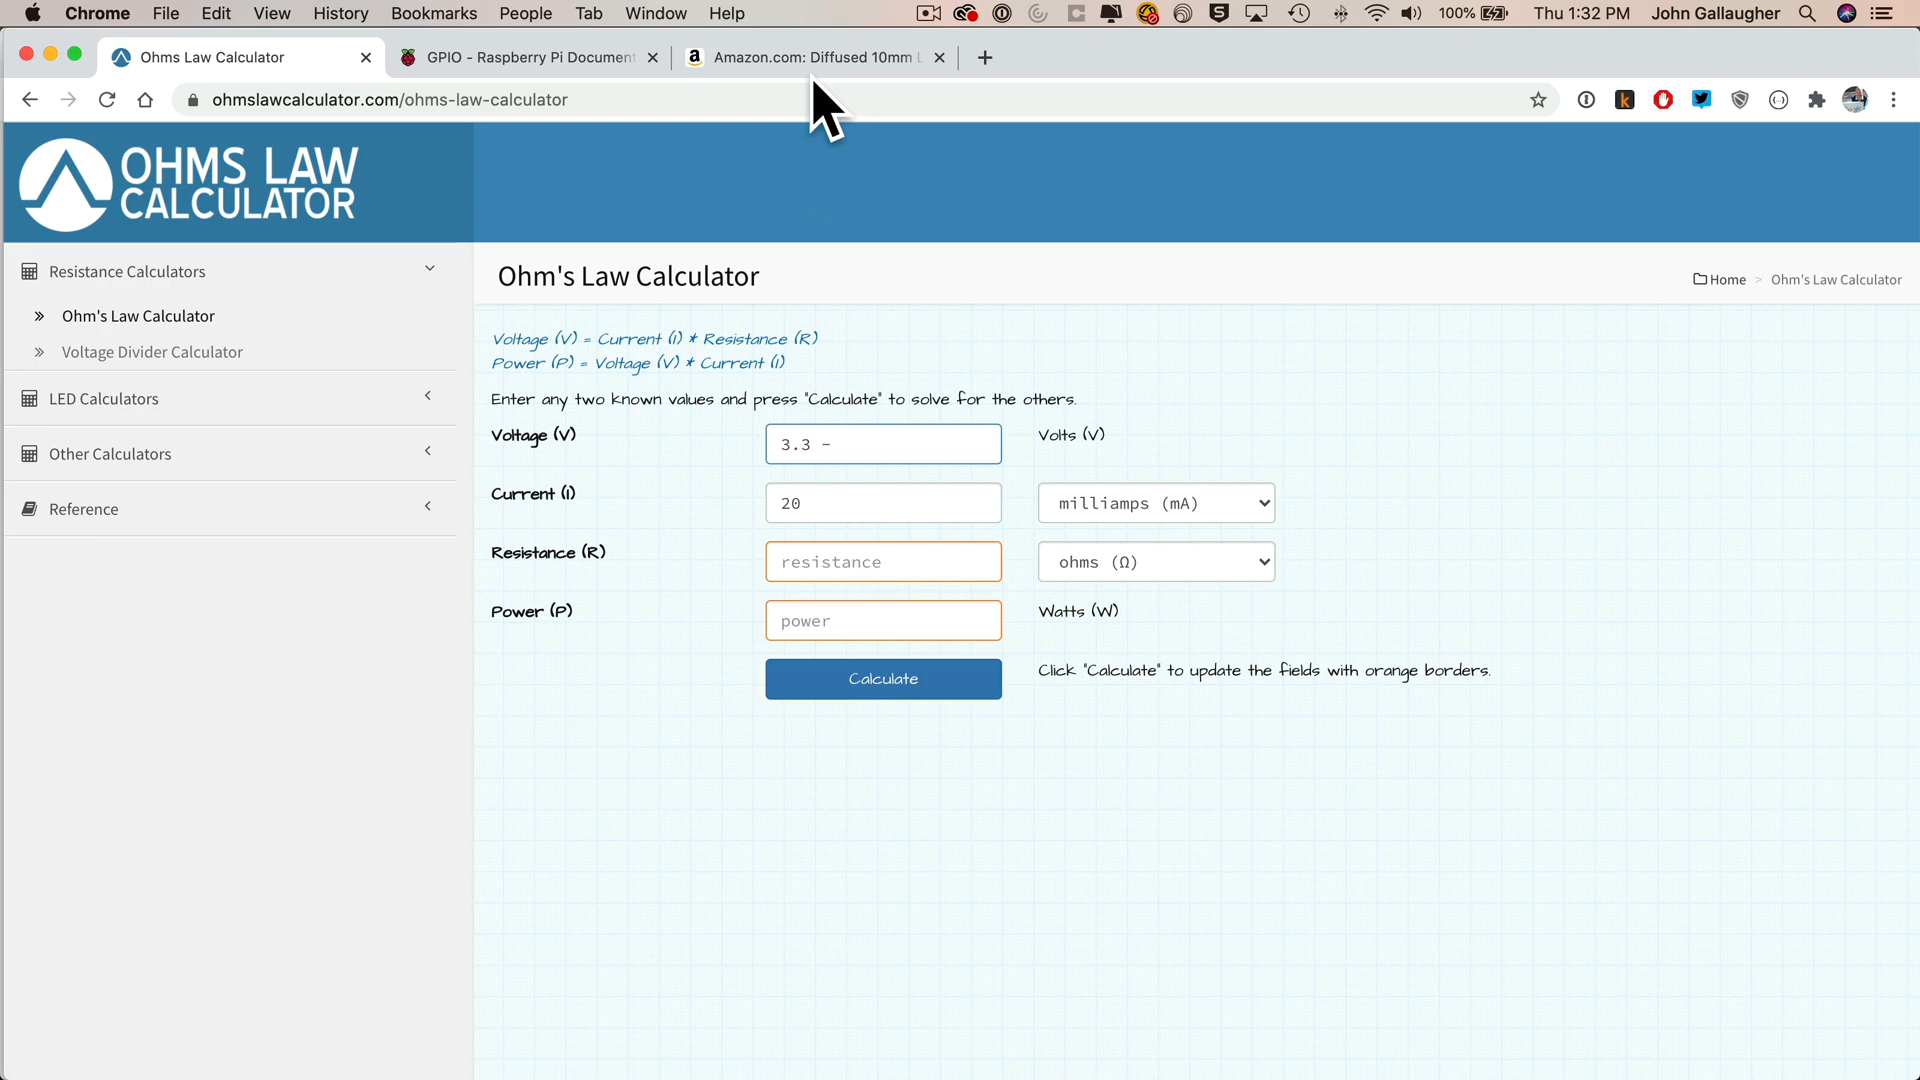 Chrome File Edit View History Bookmarks People Tab Window Help 100% Thu 1:32 PM John Gallaugher
Ohms Law Calculator GPIO - Raspberry Pi Document Amazon.com: Diffused 10mm L
ohmslawcalculator.com/ohms-law-calculator
OHMS LAW
CALCULATOR
Resistance Calculators
Ohm's Law Calculator
Voltage Divider Calculator
LED Calculators
Other Calculators
Reference
Ohm's Law Calculator
Home > Ohm's Law Calculator
Voltage (V) = Current (I) * Resistance (R)
Power (P) = Voltage (V) * Current (I)
Enter any two known values and press "Calculate" to solve for the others.
Voltage (V) 3.3 - Volts (V)
Current (I) 20 milliamps (mA)
Resistance (R) resistance ohms (Ω)
Power (P) power Watts (W)
Calculate Click "Calculate" to update the fields with orange borders.